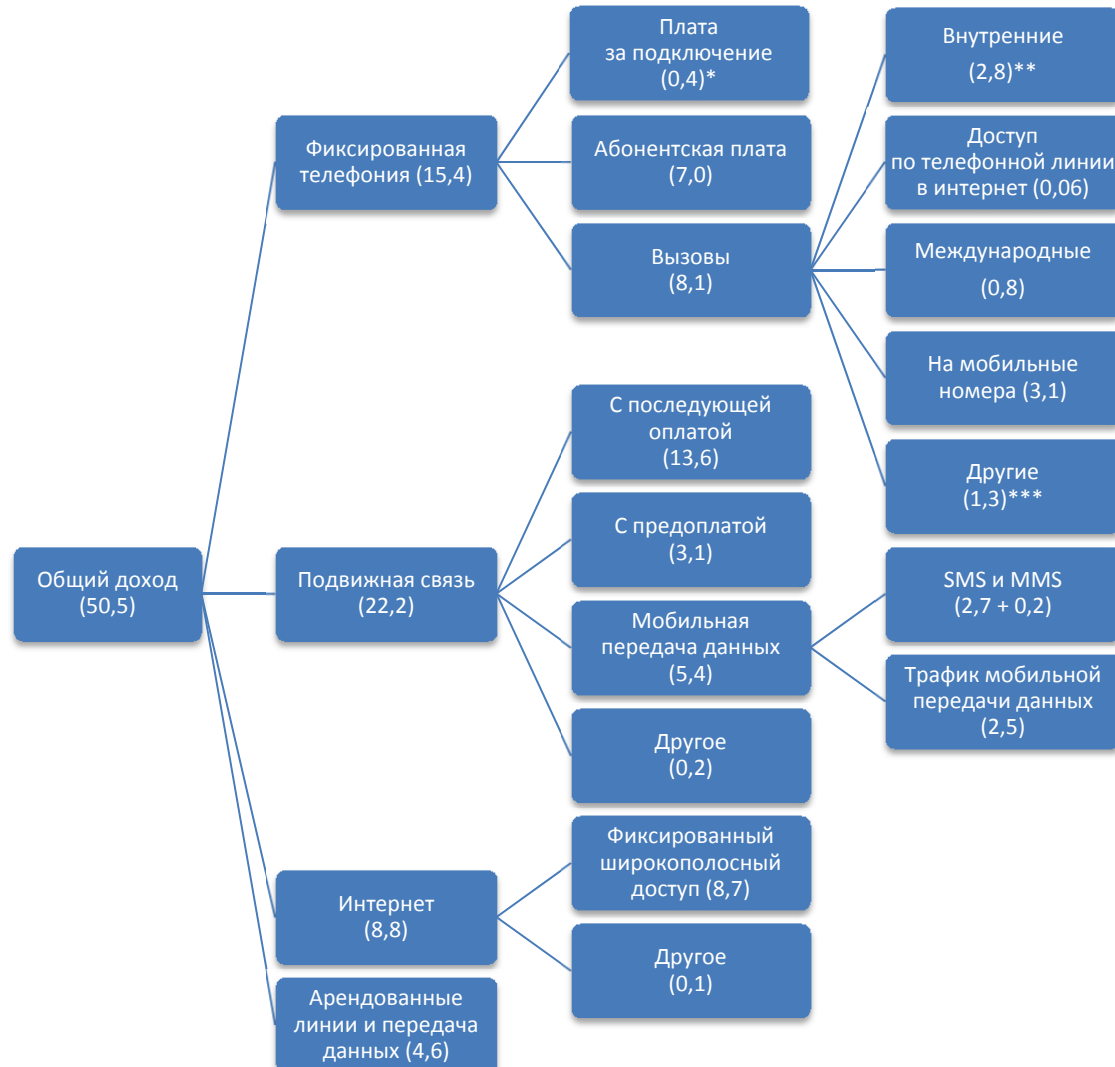 Общий доход
(50,5)
Фиксированная
телефония (15,4)
Плата
за подключение
(0,4)*
Абонентская плата
(7,0)
Вызовы
(8,1)
Внутренние
(2,8)**
Доступ
по телефонной линии
в интернет (0,06)
Международные
(0,8)
На мобильные
номера (3,1)
Другие
(1,3)***
Подвижная связь
(22,2)
С последующей
оплатой
(13,6)
С предоплатой
(3,1)
Мобильная
передача данных
(5,4)
SMS и MMS
(2,7 + 0,2)
Трафик мобильной
передачи данных
(2,5)
Другое
(0,2)
Интернет
(8,8)
Фиксированный
широкополосный
доступ (8,7)
Другое
(0,1)
Арендованные
линии и передача
данных (4,6)